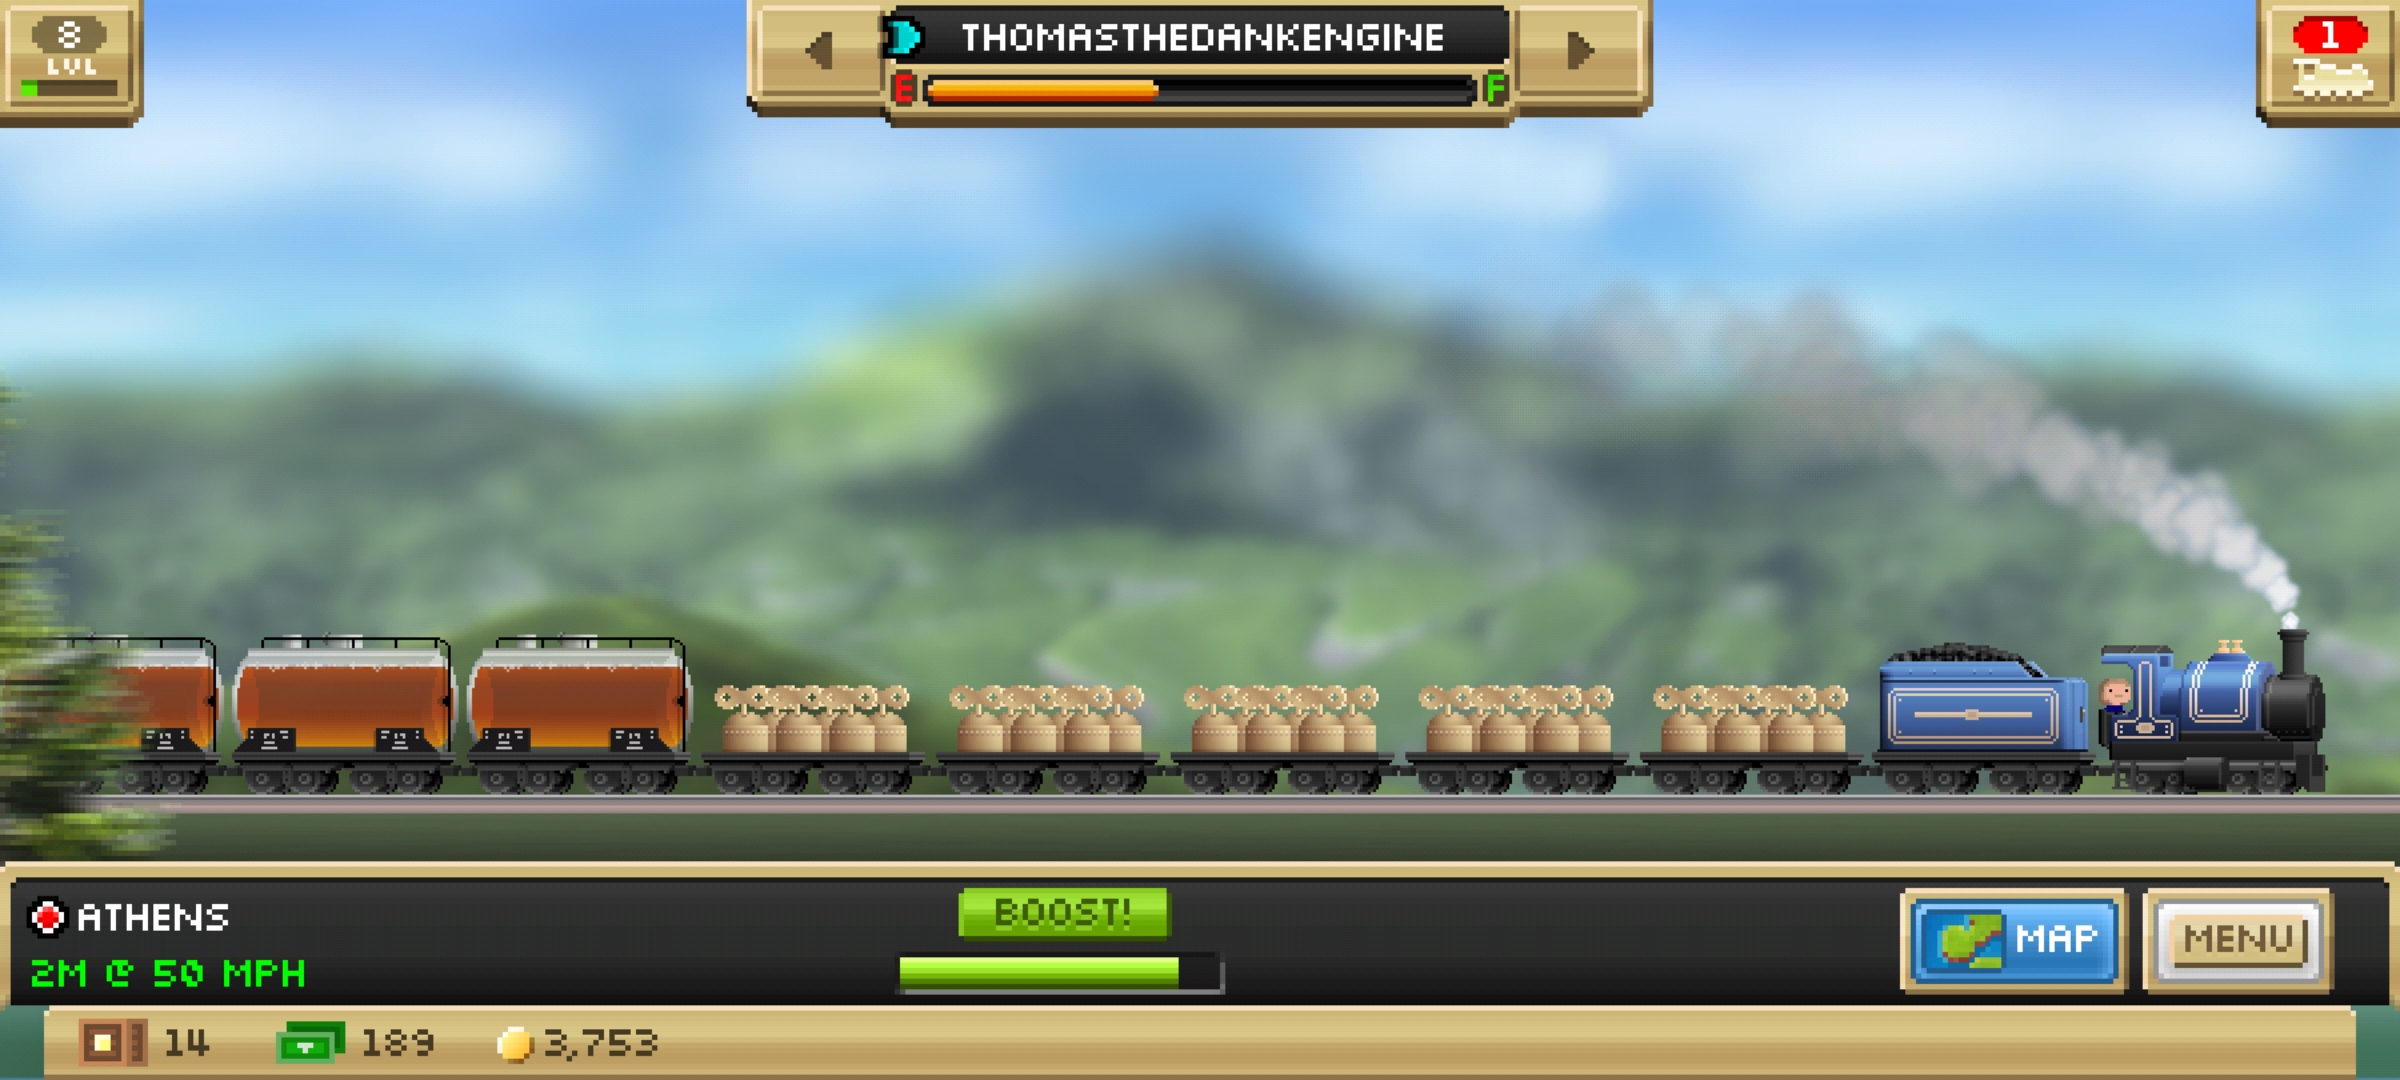 8
LVL
THOMASTHEDANKENGINE
E F
1
ATHENS
2M @ 50 MPH
BOOST!
MAP
MENU
14 189 3,753